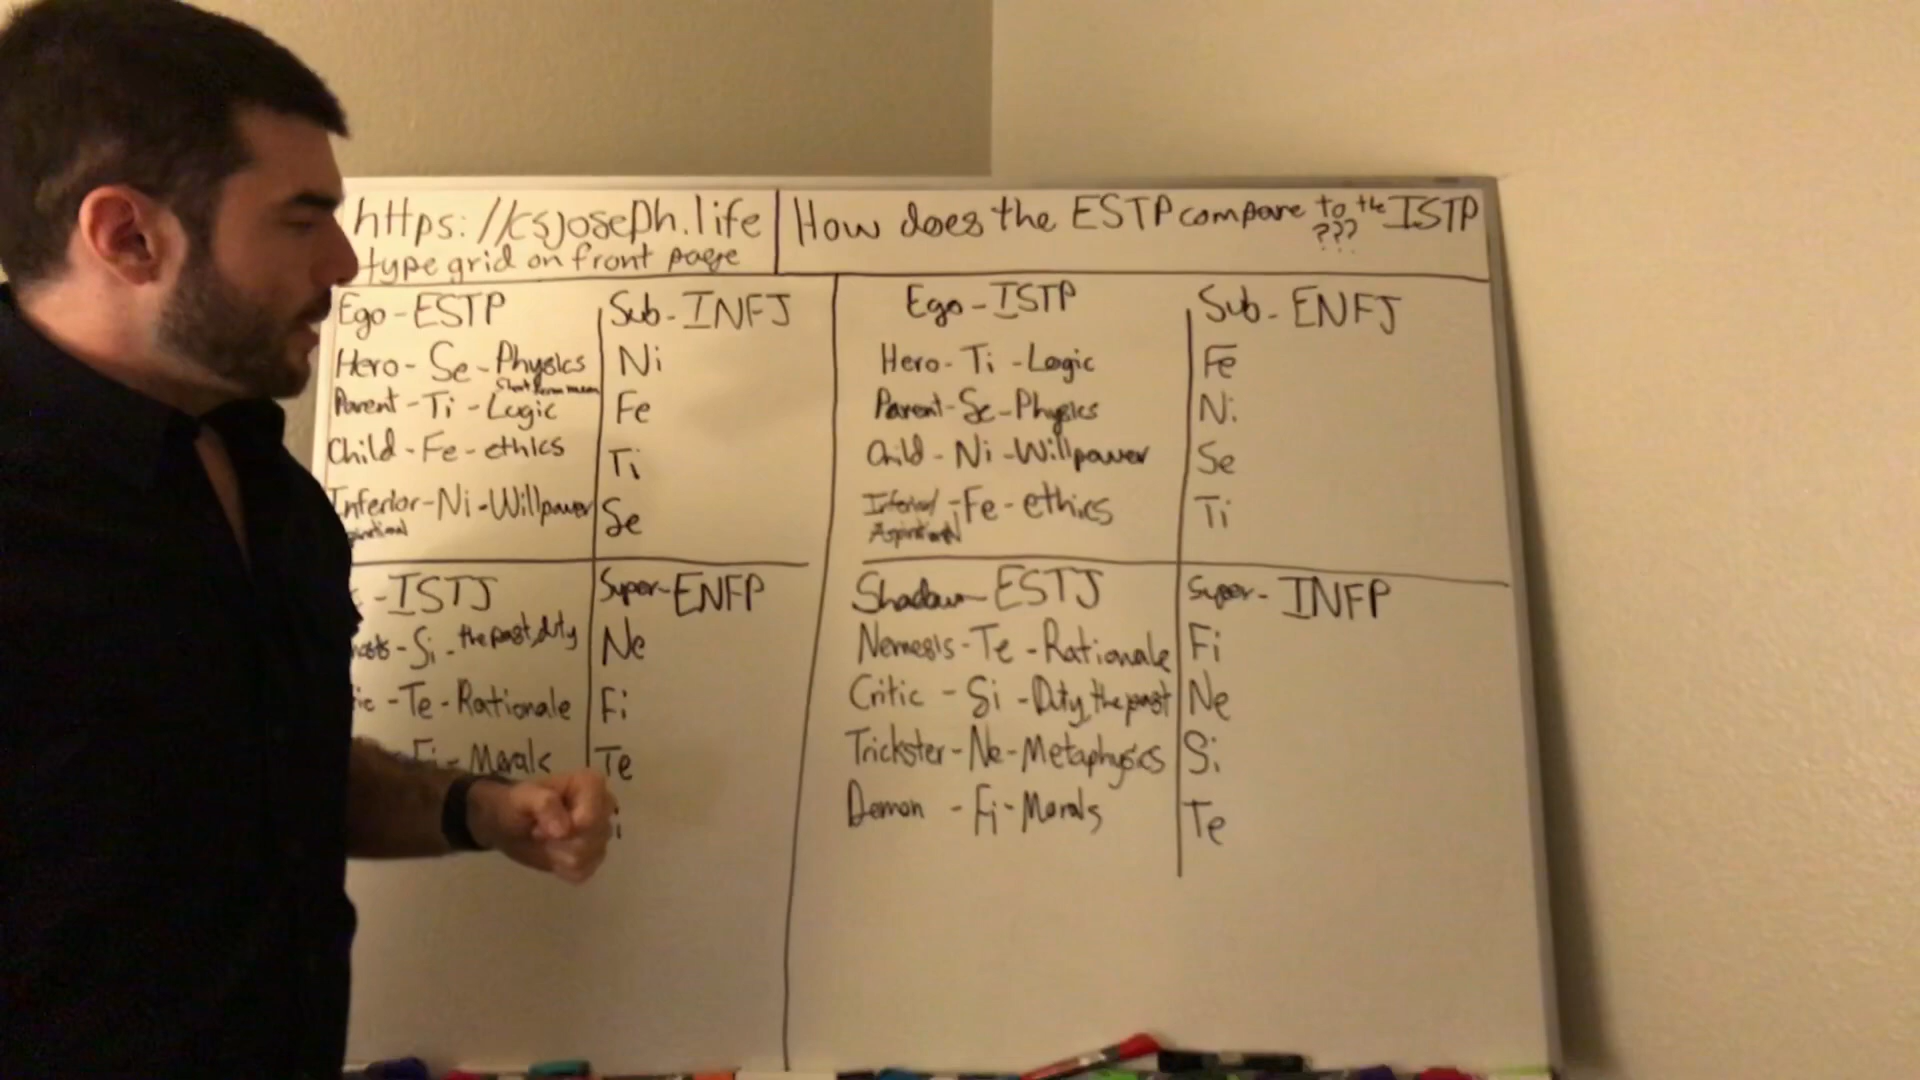 https://csjoseph.life
type grid on front page
How does the ESTP compare to the ISTP
???
Ego - ESTP
Hero - Se - Physics
Parent - Ti - Logic
Child - Fe - ethics
Inferior - Ni - Willpower
Sub - INFJ
Ni
Fe
Ti
Se
- ISTJ
- Si - the past, duty
- Te - Rationale
Fi - Morals
Super - ENFP
Ne
Fi
Te
i
Ego - ISTP
Hero - Ti - Logic
Parent - Se - Physics
Child - Ni - Willpower
Inferior - Fe - ethics
Aspirational
Sub - ENFJ
Fe
Ni
Se
Ti
Shadow - ESTJ
Nemesis - Te - Rationale
Critic - Si - Duty, the past
Trickster - Ne - Metaphysics
Demon - Fi - Morals
Super - INFP
Fi
Ne
Si
Te